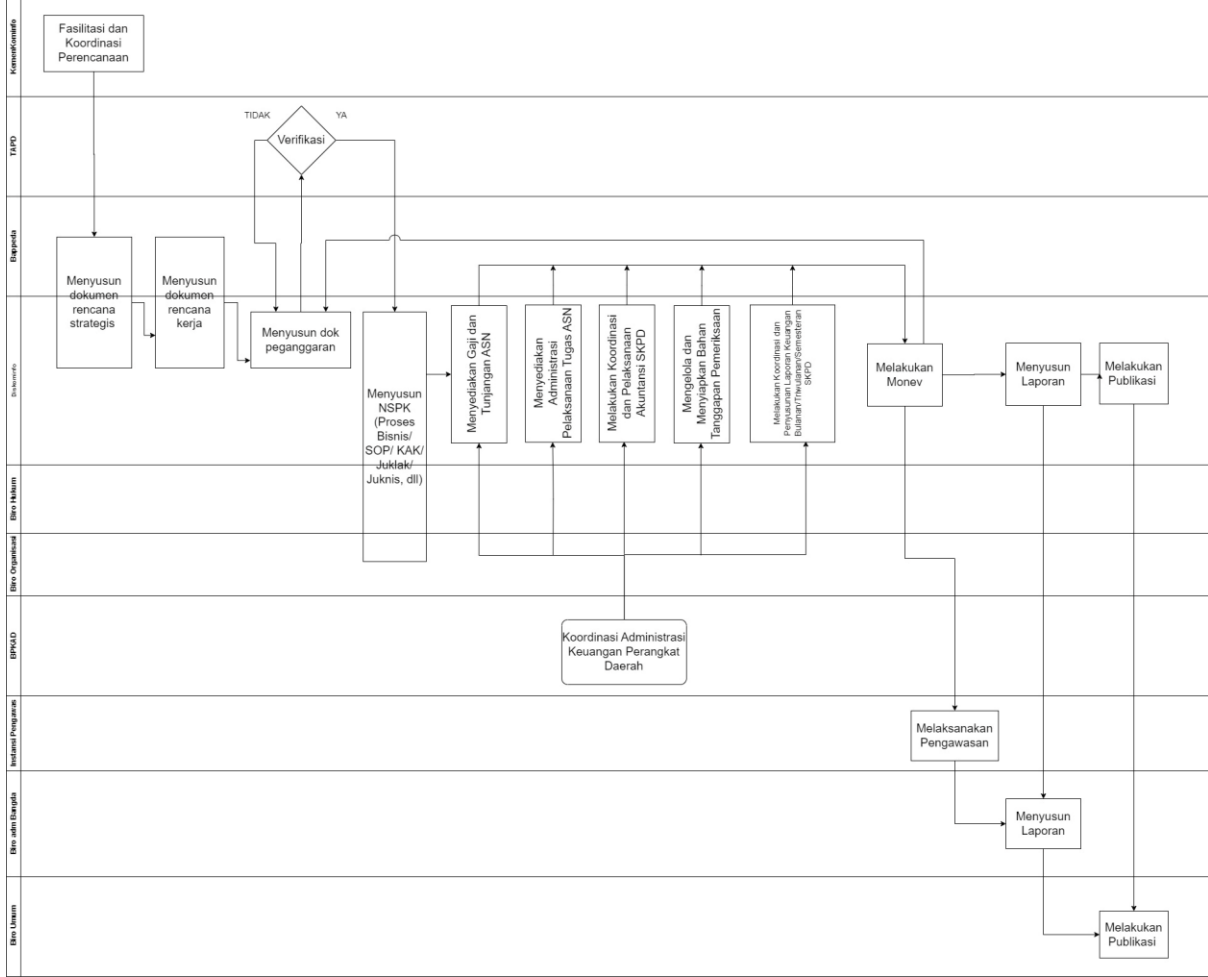 KemenKominfo
Fasilitasi dan
Koordinasi
Perencanaan
TAPD
TIDAK
YA
Verifikasi
Bappeda
Menyusun
dokumen
rencana
strategis
Menyusun
dokumen
rencana
kerja
Diskominfo
Menyusun dok
peganggaran
Menyusun
NSPK
(Proses
Bisnis/
SOP/ KAK/
Juklak/
Juknis, dll)
Menyediakan Gaji dan
Tunjangan ASN
Menyediakan
Administrasi
Pelaksanaan Tugas ASN
Melakukan Koordinasi
dan Pelaksanaan
Akuntansi SKPD
Mengelola dan
Menyiapkan Bahan
Tanggapan Pemeriksaan
Melakukan Koordinasi dan
Penyusunan Laporan Keuangan
Bulanan/Triwulanan/Semesteran
SKPD
Melakukan
Monev
Menyusun
Laporan
Melakukan
Publikasi
Biro Hukum
Biro Organisasi
BPKAD
Koordinasi Administrasi
Keuangan Perangkat
Daerah
Instansi Pengawas
Melaksanakan
Pengawasan
Biro adm Bangda
Menyusun
Laporan
Biro Umum
Melakukan
Publikasi